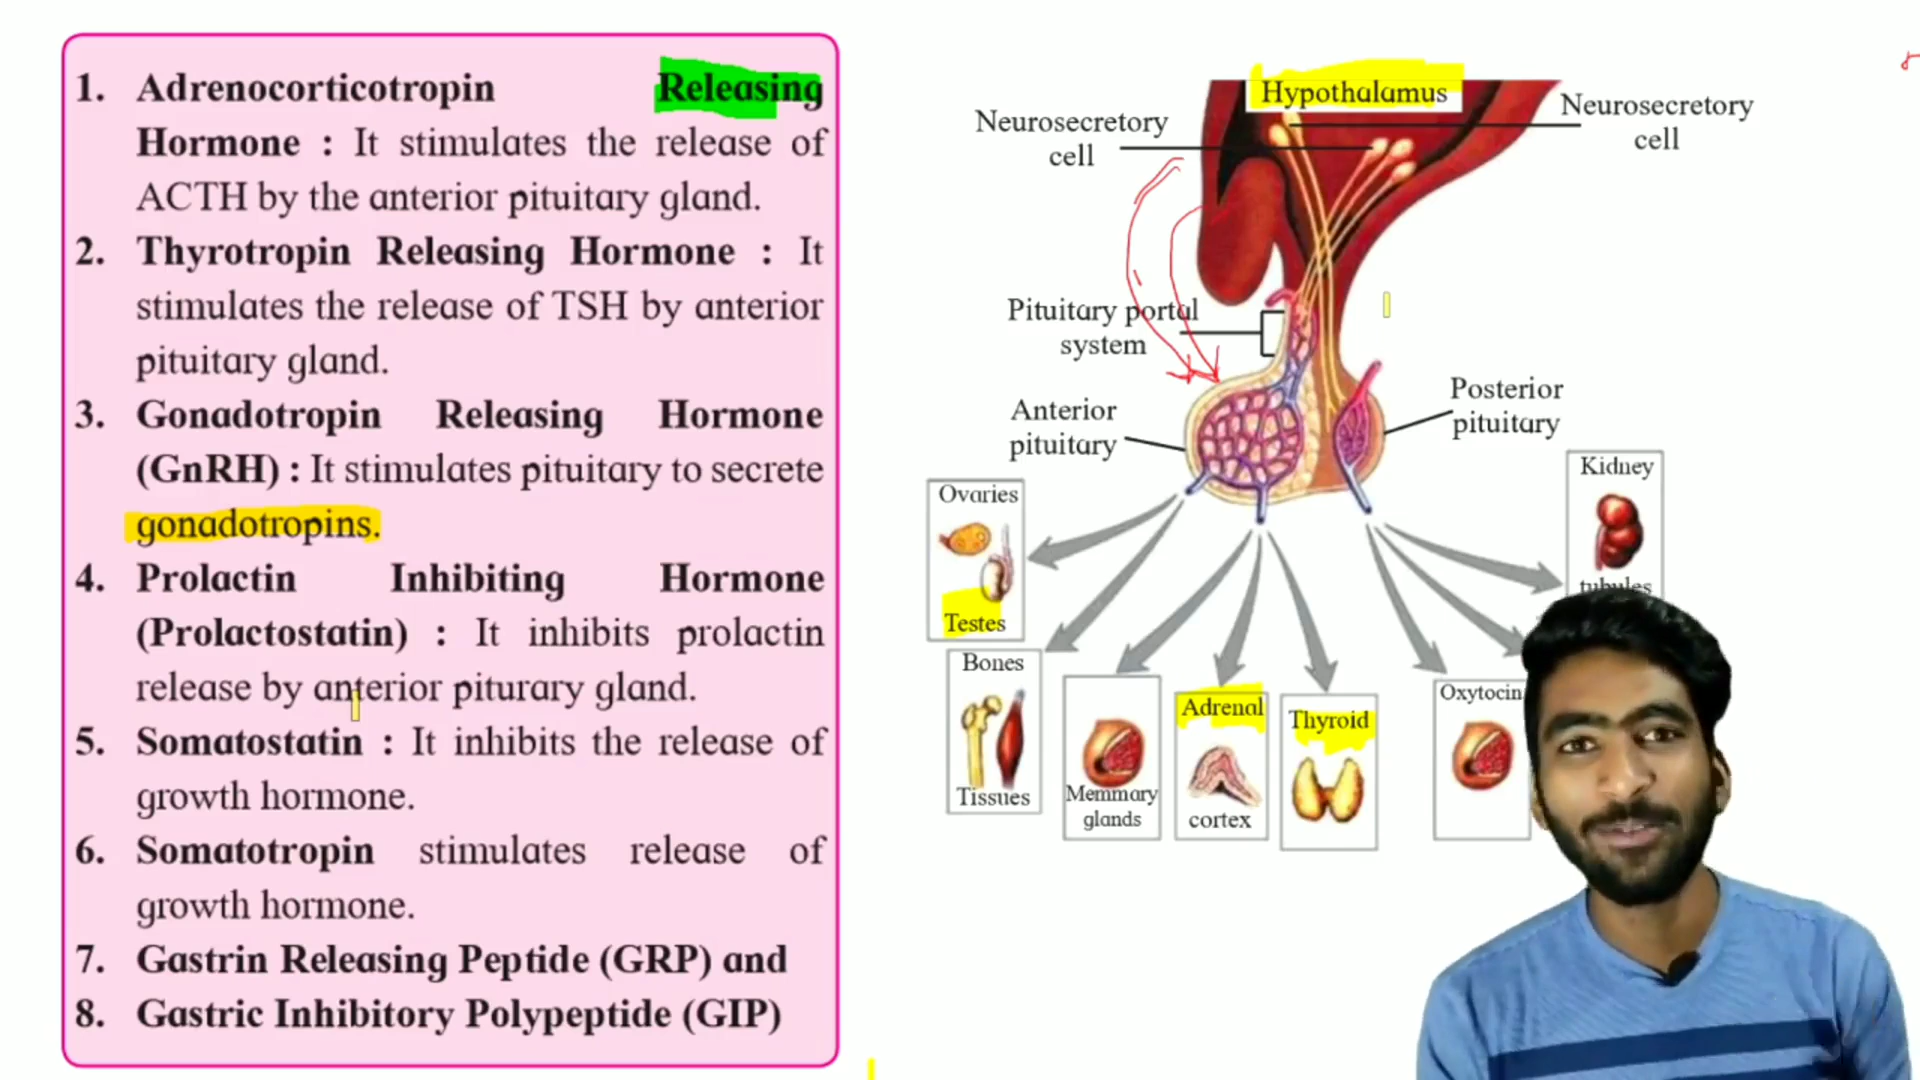 1. Adrenocorticotropin Releasing
Hormone : It stimulates the release of
ACTH by the anterior pituitary gland.
2. Thyrotropin Releasing Hormone : It
stimulates the release of TSH by anterior
pituitary gland.
3. Gonadotropin Releasing Hormone
(GnRH) : It stimulates pituitary to secrete
gonadotropins.
4. Prolactin Inhibiting Hormone
(Prolactostatin) : It inhibits prolactin
release by anterior piturary gland.
5. Somatostatin : It inhibits the release of
growth hormone.
6. Somatotropin stimulates release of
growth hormone.
7. Gastrin Releasing Peptide (GRP) and
8. Gastric Inhibitory Polypeptide (GIP)
Hypothalamus
Neurosecretory
cell
Neurosecretory
cell
Pituitary portal
system
Anterior
pituitary
Posterior
pituitary
Kidney
tubules
Ovaries
Testes
Bones
Tissues
Memmary
glands
Adrenal
cortex
Thyroid
Oxytocin